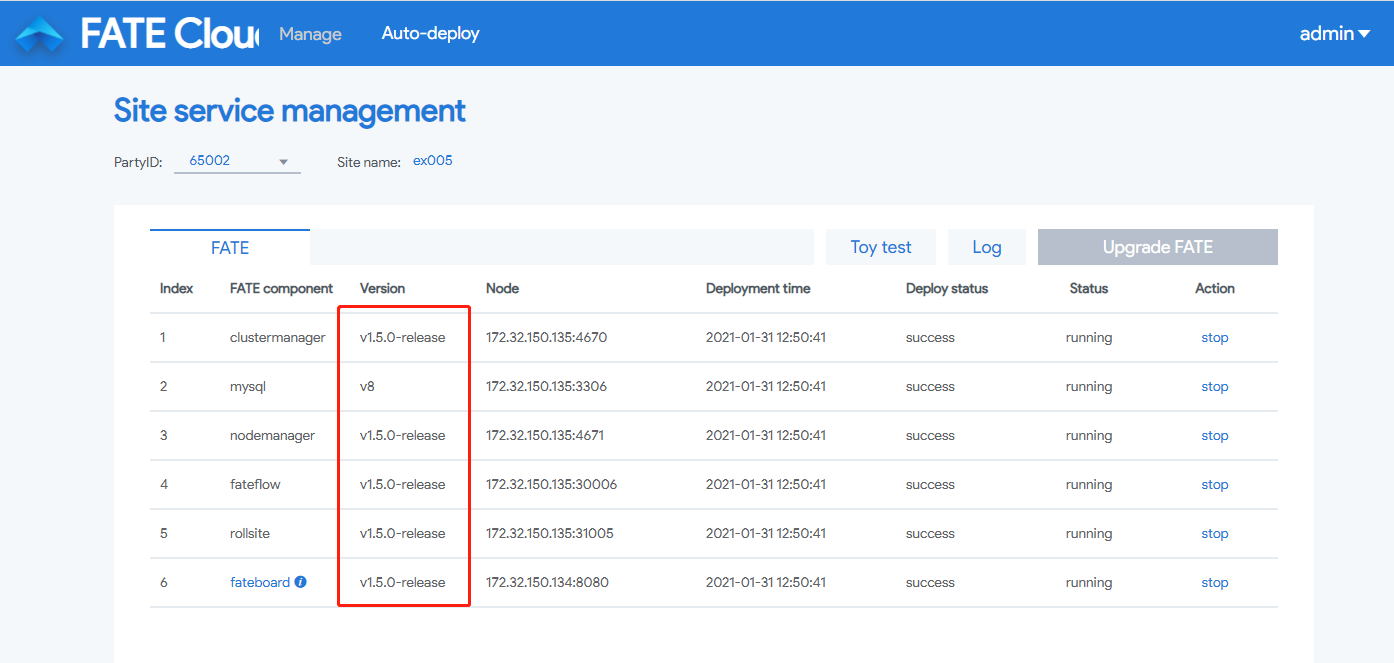 FATE Cloud Manage Auto-deploy admin
Site service management
PartyID: 65002 Site name: ex005
FATE Toy test Log Upgrade FATE
Index FATE component Version Node Deployment time Deploy status Status Action
1 clustermanager v1.5.0-release 172.32.150.135:4670 2021-01-31 12:50:41 success running stop
2 mysql v8 172.32.150.135:3306 2021-01-31 12:50:41 success running stop
3 nodemanager v1.5.0-release 172.32.150.135:4671 2021-01-31 12:50:41 success running stop
4 fateflow v1.5.0-release 172.32.150.135:30006 2021-01-31 12:50:41 success running stop
5 rollsite v1.5.0-release 172.32.150.135:31005 2021-01-31 12:50:41 success running stop
6 fateboard i v1.5.0-release 172.32.150.134:8080 2021-01-31 12:50:41 success running stop